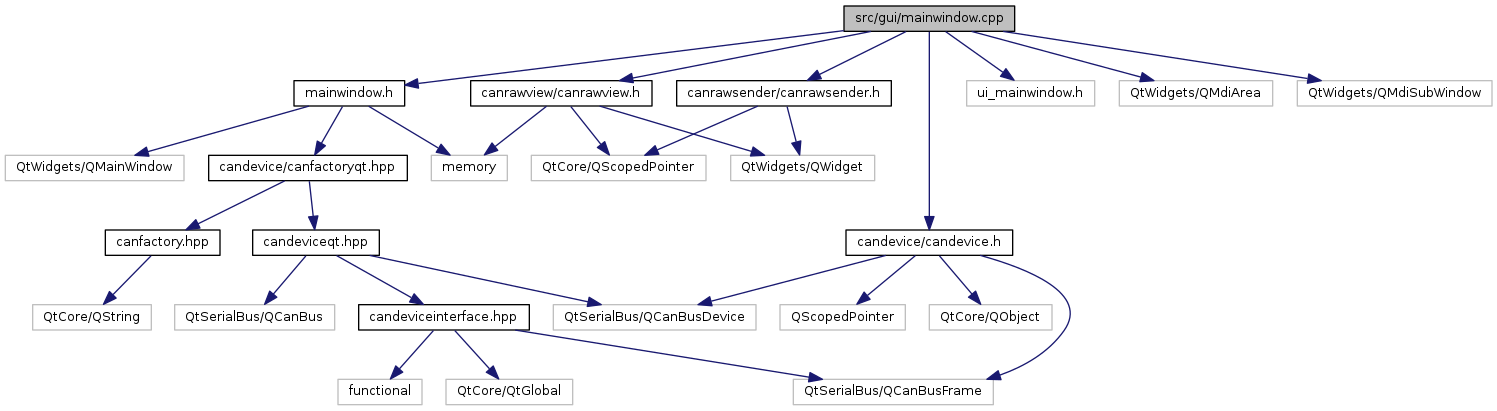 src/gui/mainwindow.cpp
mainwindow.h
canrawview/canrawview.h
canrawsender/canrawsender.h
ui_mainwindow.h
QtWidgets/QMdiArea
QtWidgets/QMdiSubWindow
QtWidgets/QMainWindow
candevice/canfactoryqt.hpp
memory
QtCore/QScopedPointer
QtWidgets/QWidget
canfactory.hpp
candeviceqt.hpp
candevice/candevice.h
QtCore/QString
QtSerialBus/QCanBus
candeviceinterface.hpp
QtSerialBus/QCanBusDevice
QScopedPointer
QtCore/QObject
functional
QtCore/QtGlobal
QtSerialBus/QCanBusFrame